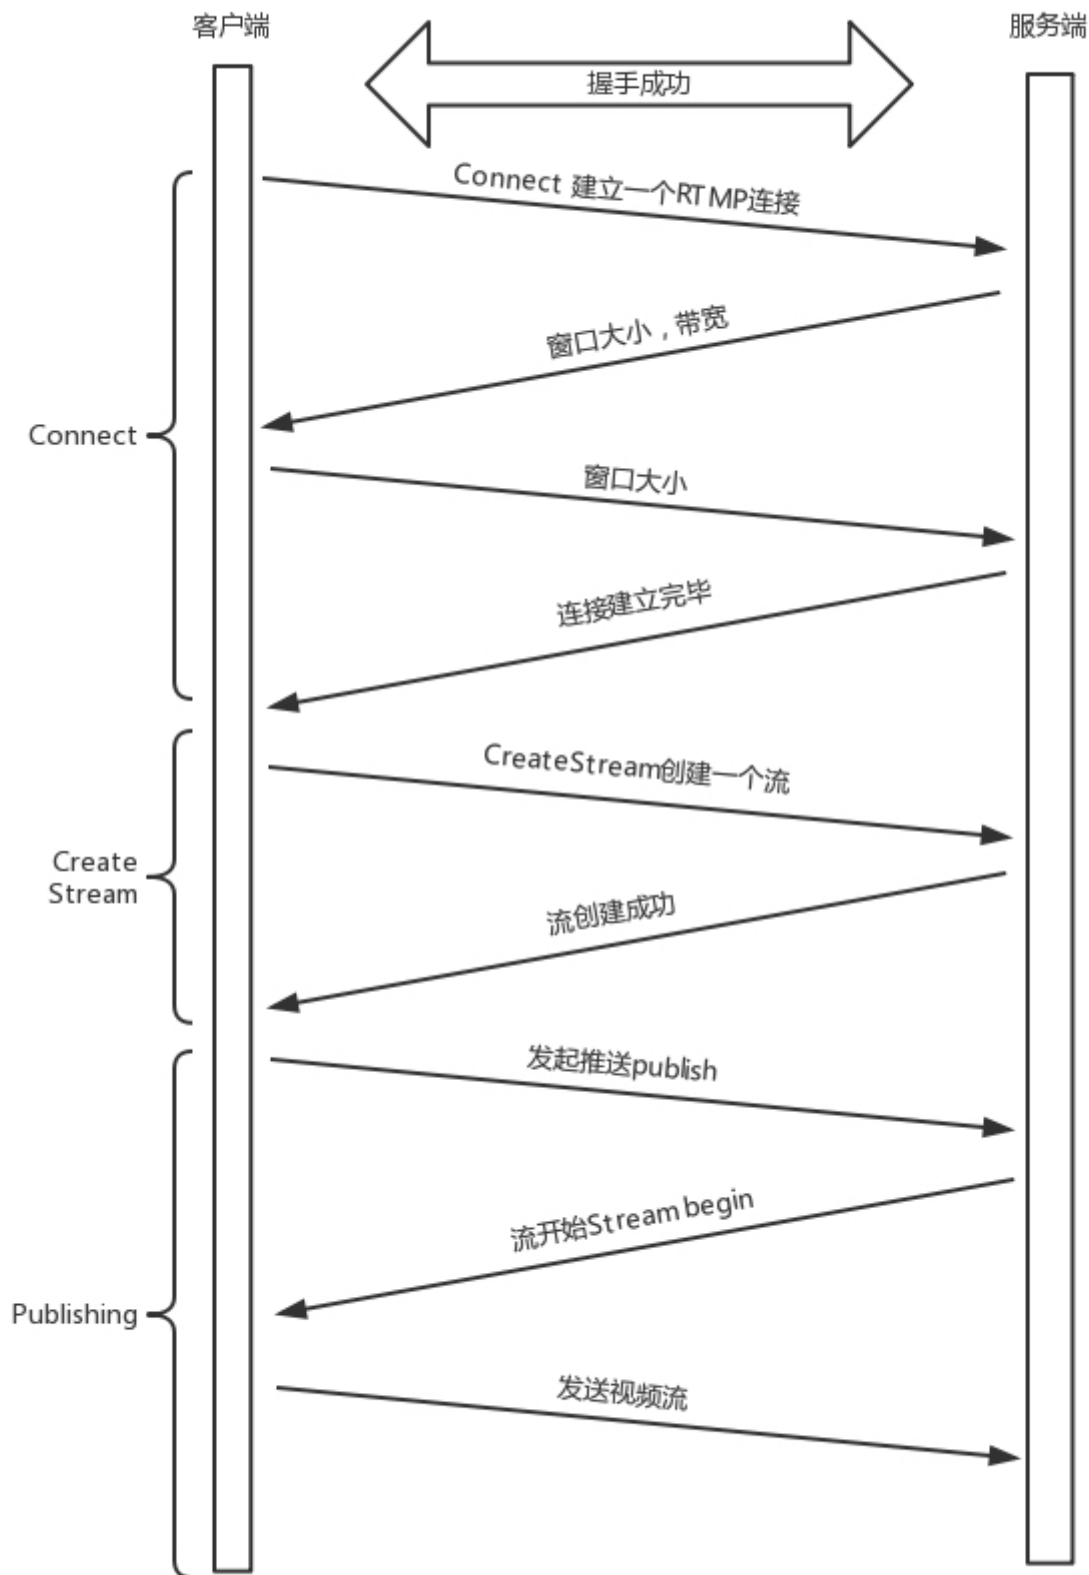 客户端
服务端
握手成功
Connect 建立一个RTMP连接
窗口大小，带宽
Connect
窗口大小
连接建立完毕
CreateStream创建一个流
Create
Stream
流创建成功
发起推送publish
流开始Stream begin
Publishing
发送视频流